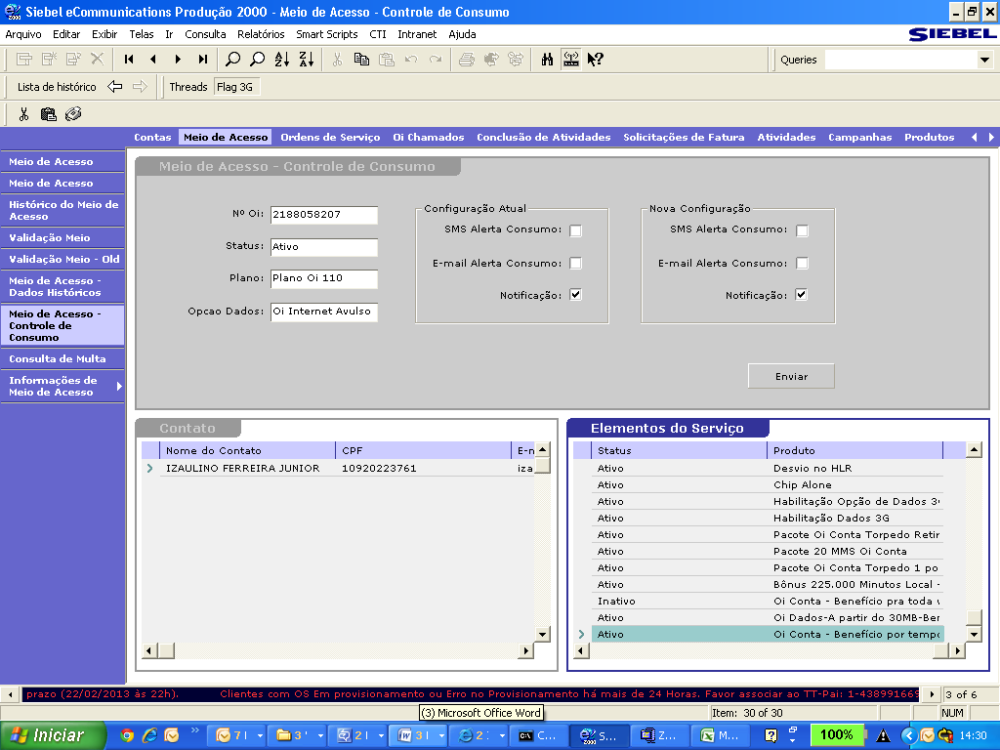 Siebel eCommunications Produção 2000 - Meio de Acesso - Controle de Consumo
Arquivo Editar Exibir Telas Ir Consulta Relatórios Smart Scripts CTI Intranet Ajuda
SIEBEL
Queries
Lista de histórico Threads Flag 3G
Contas Meio de Acesso Ordens de Serviço Oi Chamados Conclusão de Atividades Solicitações de Fatura Atividades Campanhas Produtos
Meio de Acesso
Meio de Acesso
Histórico do Meio de
Acesso
Validação Meio
Validação Meio - Old
Meio de Acesso -
Dados Históricos
Meio de Acesso -
Controle de
Consumo
Consulta de Multa
Informações de
Meio de Acesso
Meio de Acesso - Controle de Consumo
Nº Oi: 2188058207
Status: Ativo
Plano: Plano Oi 110
Opcao Dados: Oi Internet Avulso
Configuração Atual
SMS Alerta Consumo:
E-mail Alerta Consumo:
Notificação:
Nova Configuração
SMS Alerta Consumo:
E-mail Alerta Consumo:
Notificação:
Enviar
Contato
Nome do Contato CPF E-n
IZAULINO FERREIRA JUNIOR 10920223761 iza
Elementos do Serviço
Status Produto
Ativo Desvio no HLR
Ativo Chip Alone
Ativo Habilitação Opção de Dados 3
Ativo Habilitação Dados 3G
Ativo Pacote Oi Conta Torpedo Retir
Ativo Pacote 20 MMS Oi Conta
Ativo Pacote Oi Conta Torpedo 1 po
Ativo Bônus 225.000 Minutos Local -
Inativo Oi Conta - Benefício pra toda
Ativo Oi Dados-A partir do 30MB-Ber
Ativo Oi Conta - Benefício por tempo
prazo (22/02/2013 às 22h). Clientes com OS Em provisionamento ou Erro no Provisionamento há mais de 24 Horas. Favor associar ao TT-Pai: 1-438991669
3 of 6
(3) Microsoft Office Word
Item: 30 of 30
NUM
Iniciar
7 I
3 '
2 I
3 I
2
C...
S...
Z...
M...
100%
14:30